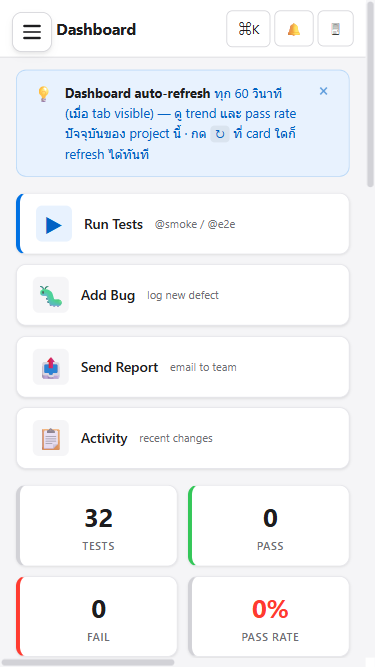 Dashboard ⌘K
Dashboard auto-refresh ทุก 60 วินาที ×
(เมื่อ tab visible) — ดู trend และ pass rate
ปัจจุบันของ project นี้ · กด ↻ ที่ card ใดก็
refresh ได้ทันที
Run Tests @smoke / @e2e
Add Bug log new defect
Send Report email to team
Activity recent changes
32 0
TESTS PASS
0 0%
FAIL PASS RATE